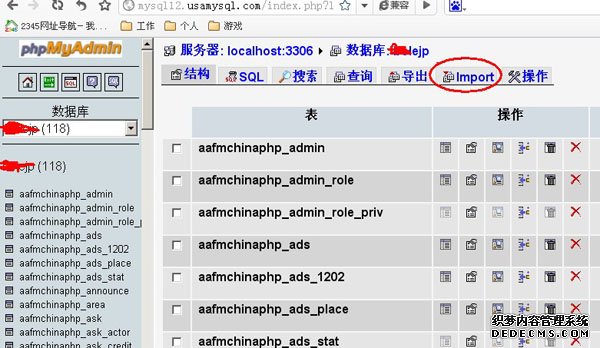 mysql12.usamysql.com/index.php?l
兼容
2345网址导航－我…
工作
个人
游戏
phpMyAdmin
数据库
jp (118)
jp (118)
aafmchinaphp_admin
aafmchinaphp_admin_role
aafmchinaphp_admin_role_p
aafmchinaphp_ads
aafmchinaphp_ads_1202
aafmchinaphp_ads_place
aafmchinaphp_ads_stat
aafmchinaphp_announce
aafmchinaphp_area
aafmchinaphp_ask
aafmchinaphp_ask_actor
aafmchinaphp_ask_credit
服务器: localhost:3306
数据库: lejp
结构
SQL
搜索
查询
导出
Import
操作
表
操作
aafmchinaphp_admin
aafmchinaphp_admin_role
aafmchinaphp_admin_role_priv
aafmchinaphp_ads
aafmchinaphp_ads_1202
aafmchinaphp_ads_place
aafmchinaphp_ads_stat
织梦内容管理系统
DEDECMS.COM